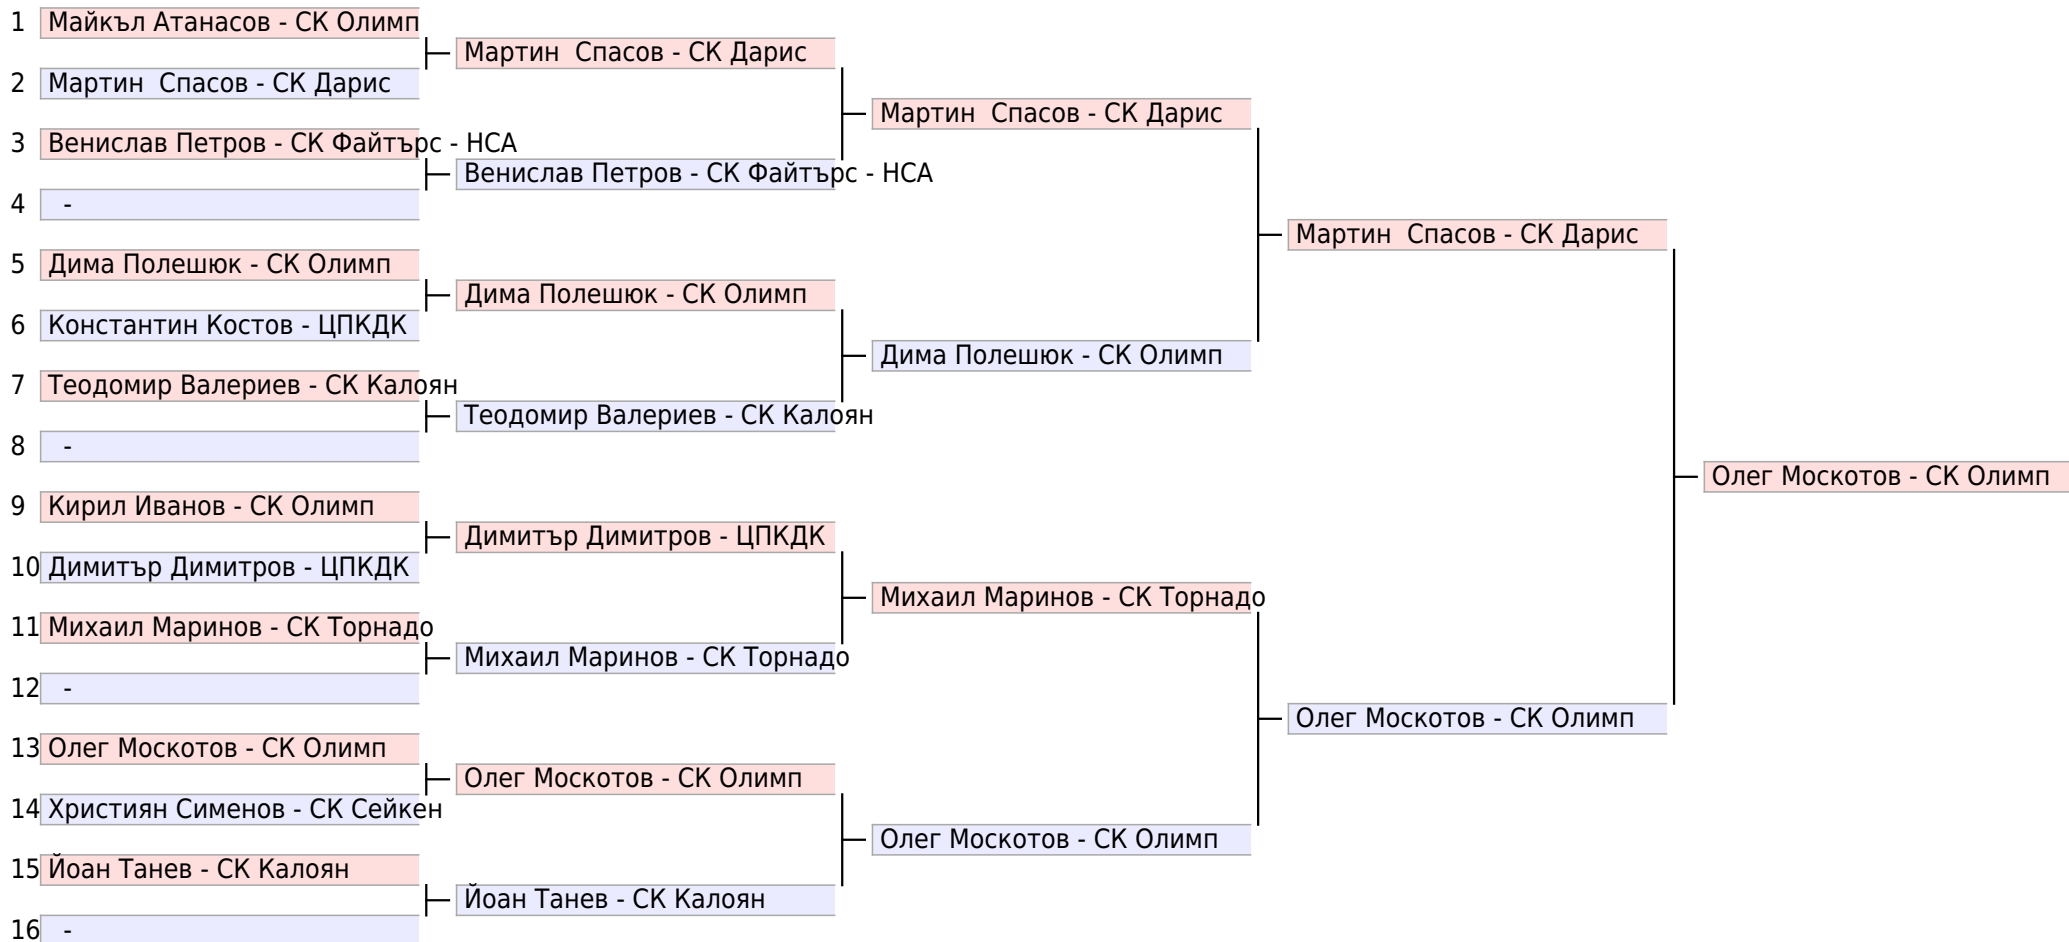 1 Майкъл Атанасов - СК Олимп
2 Мартин  Спасов - СК Дарис
3 Венислав Петров - СК Файтърс - НСА
4 -
5 Дима Полешюк - СК Олимп
6 Константин Костов - ЦПКДК
7 Теодомир Валериев - СК Калоян
8 -
9 Кирил Иванов - СК Олимп
10 Димитър Димитров - ЦПКДК
11 Михаил Маринов - СК Торнадо
12 -
13 Олег Москотов - СК Олимп
14 Християн Сименов - СК Сейкен
15 Йоан Танев - СК Калоян
16 -
Мартин  Спасов - СК Дарис
Венислав Петров - СК Файтърс - НСА
Дима Полешюк - СК Олимп
Теодомир Валериев - СК Калоян
Димитър Димитров - ЦПКДК
Михаил Маринов - СК Торнадо
Олег Москотов - СК Олимп
Йоан Танев - СК Калоян
Мартин  Спасов - СК Дарис
Дима Полешюк - СК Олимп
Михаил Маринов - СК Торнадо
Олег Москотов - СК Олимп
Мартин  Спасов - СК Дарис
Олег Москотов - СК Олимп
Олег Москотов - СК Олимп